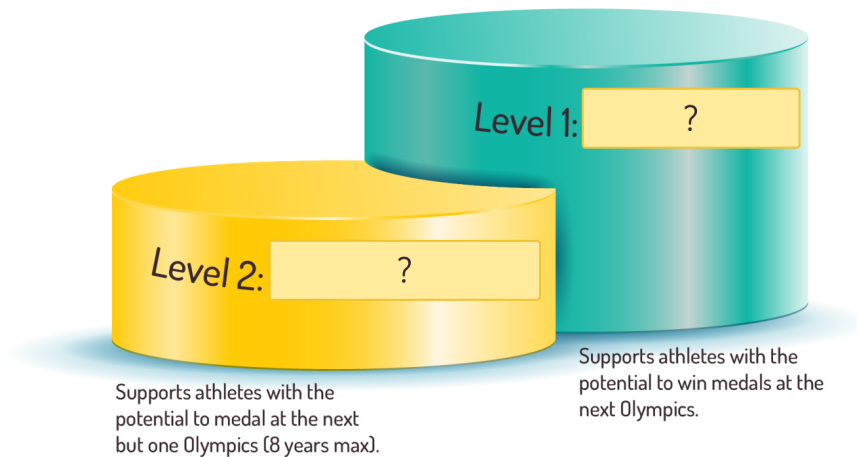 Level 1: ?
Level 2: ?
Supports athletes with the
potential to win medals at the
next Olympics.
Supports athletes with the
potential to medal at the next
but one Olympics (8 years max).